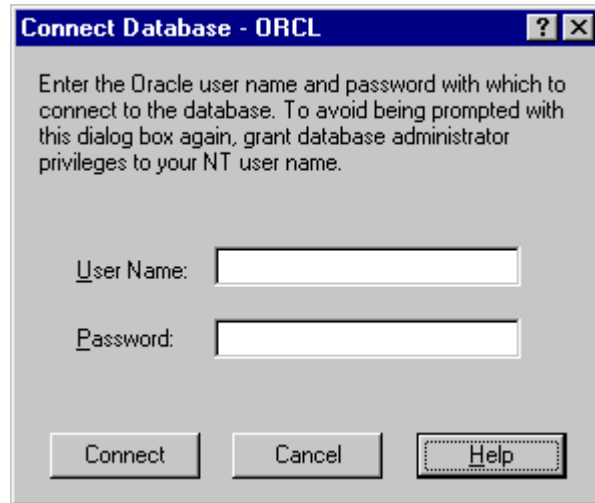 Connect Database - ORCL
Enter the Oracle user name and password with which to
connect to the database. To avoid being prompted with
this dialog box again, grant database administrator
privileges to your NT user name.
User Name:
Password:
Connect Cancel Help